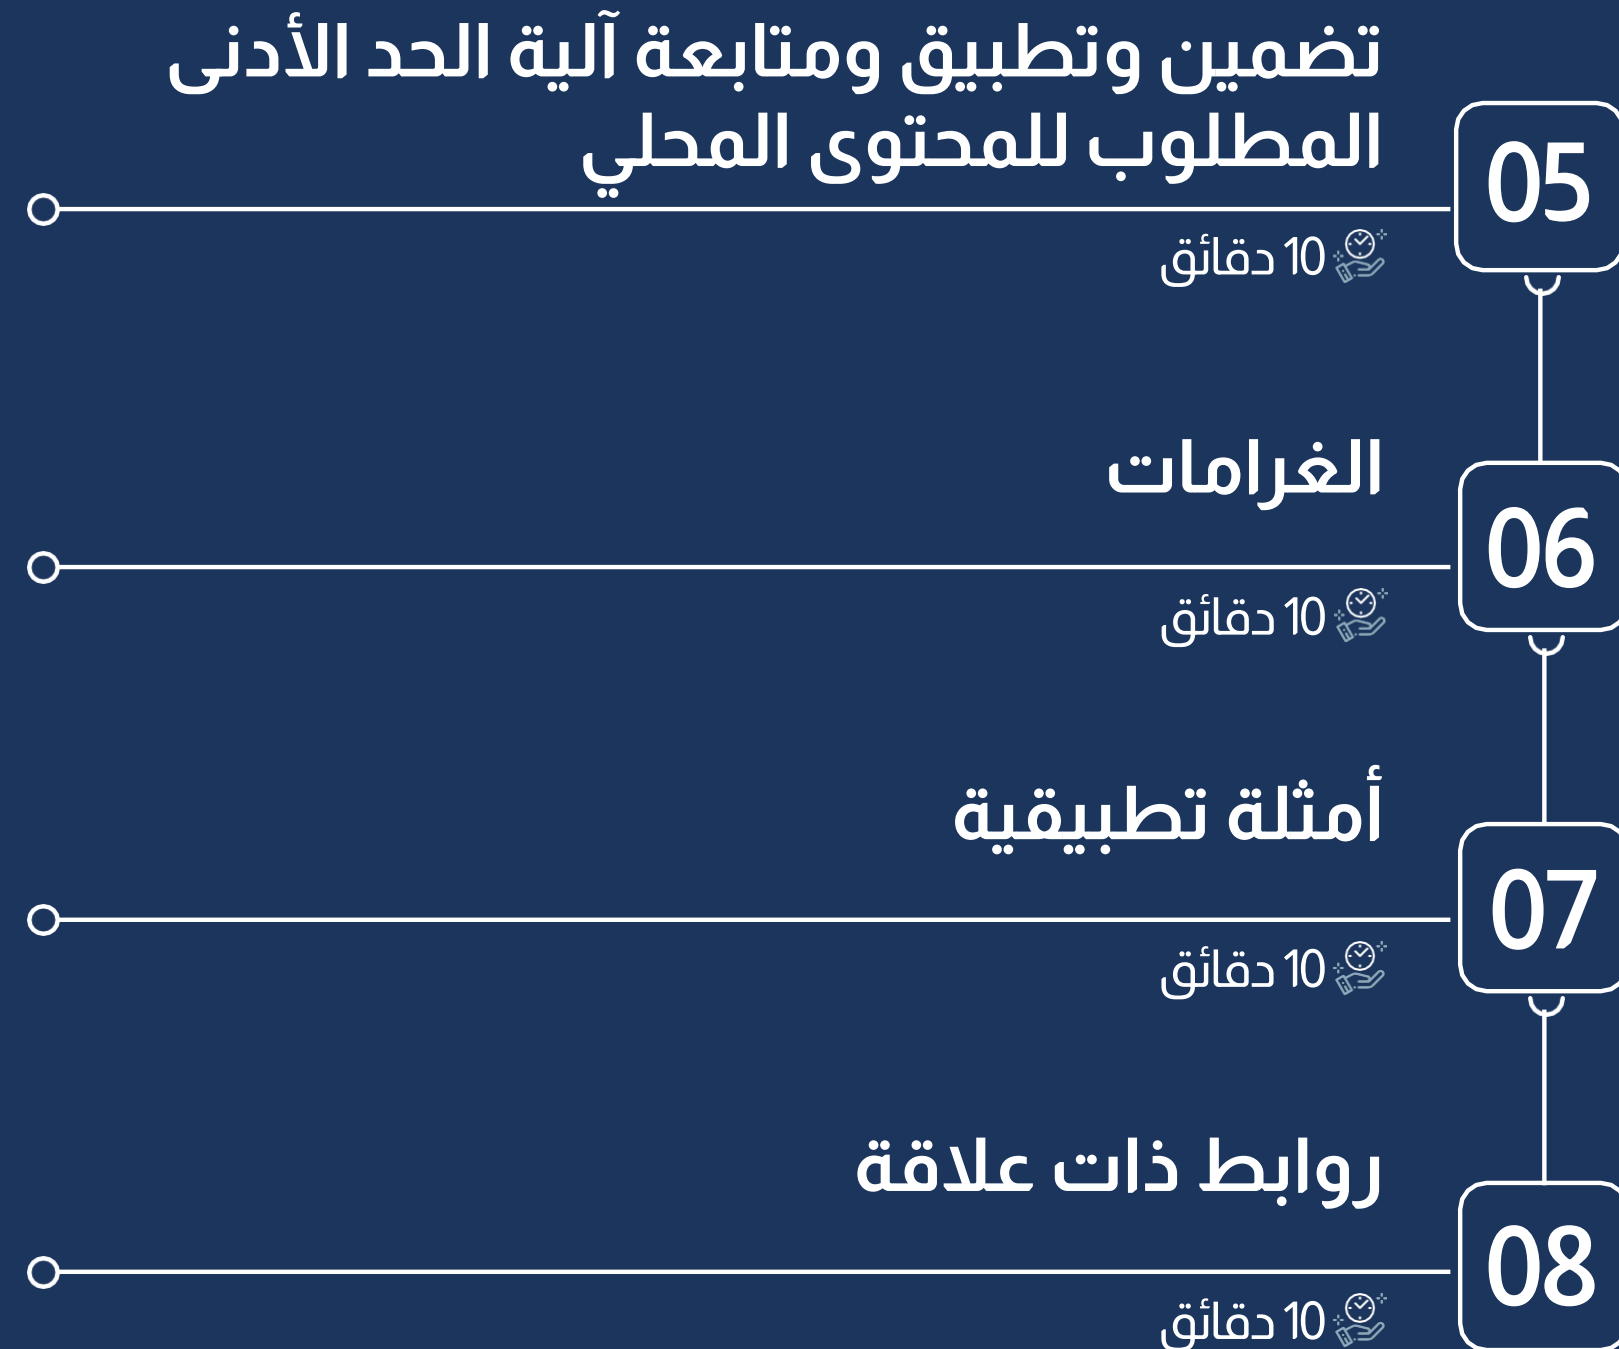 تضمين وتطبيق ومتابعة آلية الحد الأدنى
المطلوب للمحتوى المحلي
05
10 دقائق
الغرامات
06
10 دقائق
أمثلة تطبيقية
07
10 دقائق
روابط ذات علاقة
08
10 دقائق